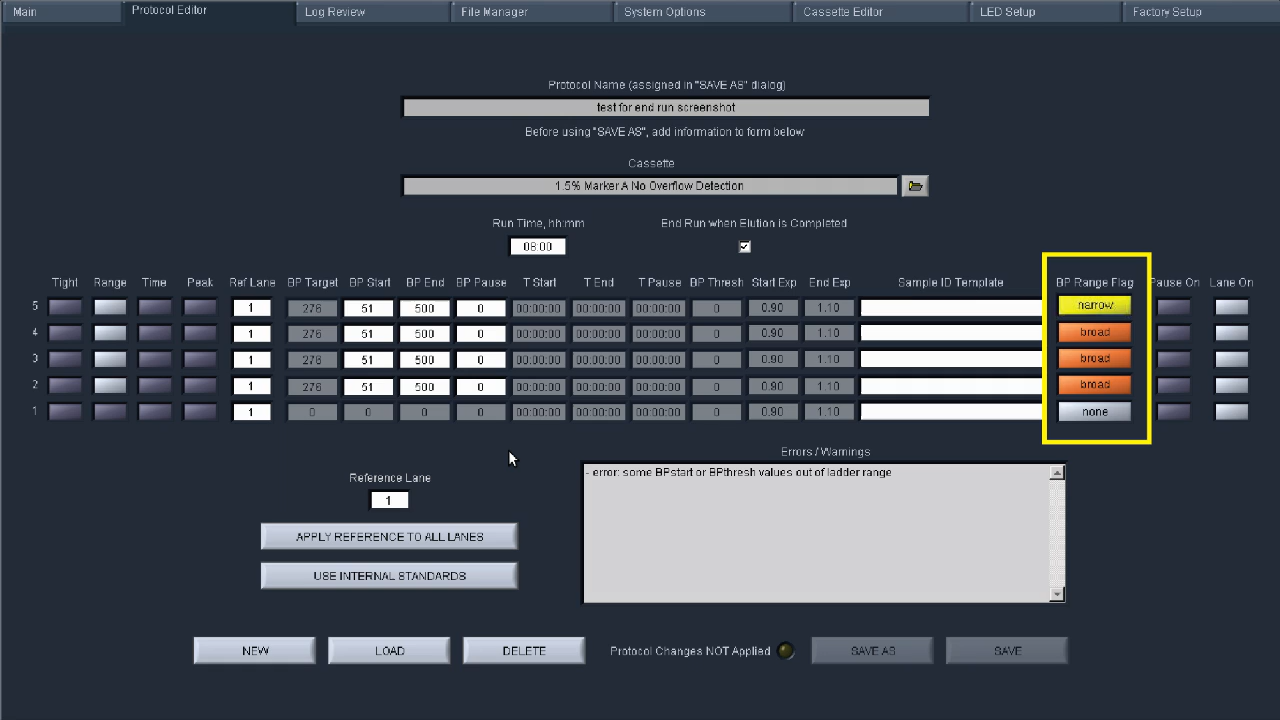 Main Protocol Editor Log Review File Manager System Options Cassette Editor LED Setup Factory Setup
Protocol Name (assigned in "SAVE AS" dialog)
test for end run screenshot
Before using "SAVE AS", add information to form below
Cassette
1.5% Marker A No Overflow Detection
Run Time, hh:mm End Run when Elution is Completed
08:00
Tight Range Time Peak Ref Lane BP Target BP Start BP End BP Pause T Start T End T Pause BP Thresh Start Exp End Exp Sample ID Template BP Range Flag Pause On Lane On
5 1 276 51 500 0 00:00:00 00:00:00 00:00:00 0 0.90 1.10 narrow
4 1 276 51 500 0 00:00:00 00:00:00 00:00:00 0 0.90 1.10 broad
3 1 276 51 500 0 00:00:00 00:00:00 00:00:00 0 0.90 1.10 broad
2 1 276 51 500 0 00:00:00 00:00:00 00:00:00 0 0.90 1.10 broad
1 1 0 0 0 0 00:00:00 00:00:00 00:00:00 0 0.90 1.10 none
Reference Lane
1
APPLY REFERENCE TO ALL LANES
USE INTERNAL STANDARDS
Errors / Warnings
- error: some BPstart or BPthresh values out of ladder range
NEW LOAD DELETE Protocol Changes NOT Applied SAVE AS SAVE